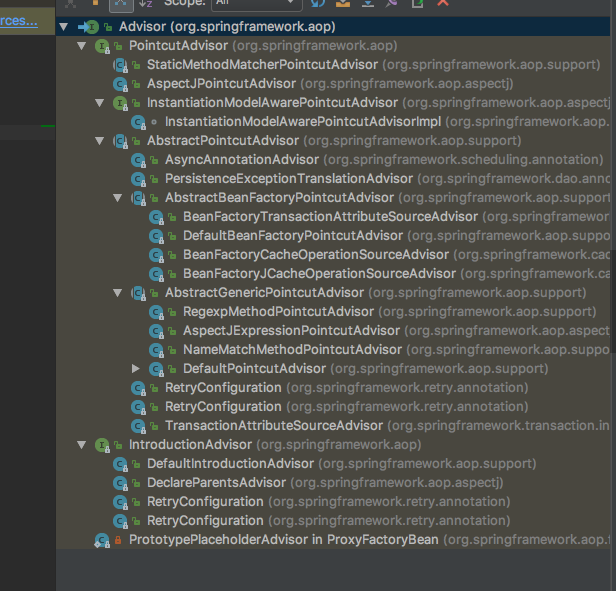 Scope: All
rces...
Advisor (org.springframework.aop)
PointcutAdvisor (org.springframework.aop)
StaticMethodMatcherPointcutAdvisor (org.springframework.aop.support)
AspectJPointcutAdvisor (org.springframework.aop.aspectj)
InstantiationModelAwarePointcutAdvisor (org.springframework.aop.aspectj
InstantiationModelAwarePointcutAdvisorImpl (org.springframework.aop.
AbstractPointcutAdvisor (org.springframework.aop.support)
AsyncAnnotationAdvisor (org.springframework.scheduling.annotation)
PersistenceExceptionTranslationAdvisor (org.springframework.dao.anno
AbstractBeanFactoryPointcutAdvisor (org.springframework.aop.support
BeanFactoryTransactionAttributeSourceAdvisor (org.springframewor
DefaultBeanFactoryPointcutAdvisor (org.springframework.aop.suppo
BeanFactoryCacheOperationSourceAdvisor (org.springframework.cac
BeanFactoryJCacheOperationSourceAdvisor (org.springframework.ca
AbstractGenericPointcutAdvisor (org.springframework.aop.support)
RegexpMethodPointcutAdvisor (org.springframework.aop.support)
AspectJExpressionPointcutAdvisor (org.springframework.aop.aspect
NameMatchMethodPointcutAdvisor (org.springframework.aop.suppo
DefaultPointcutAdvisor (org.springframework.aop.support)
RetryConfiguration (org.springframework.retry.annotation)
RetryConfiguration (org.springframework.retry.annotation)
TransactionAttributeSourceAdvisor (org.springframework.transaction.in
IntroductionAdvisor (org.springframework.aop)
DefaultIntroductionAdvisor (org.springframework.aop.support)
DeclareParentsAdvisor (org.springframework.aop.aspectj)
RetryConfiguration (org.springframework.retry.annotation)
RetryConfiguration (org.springframework.retry.annotation)
PrototypePlaceholderAdvisor in ProxyFactoryBean (org.springframework.aop.f